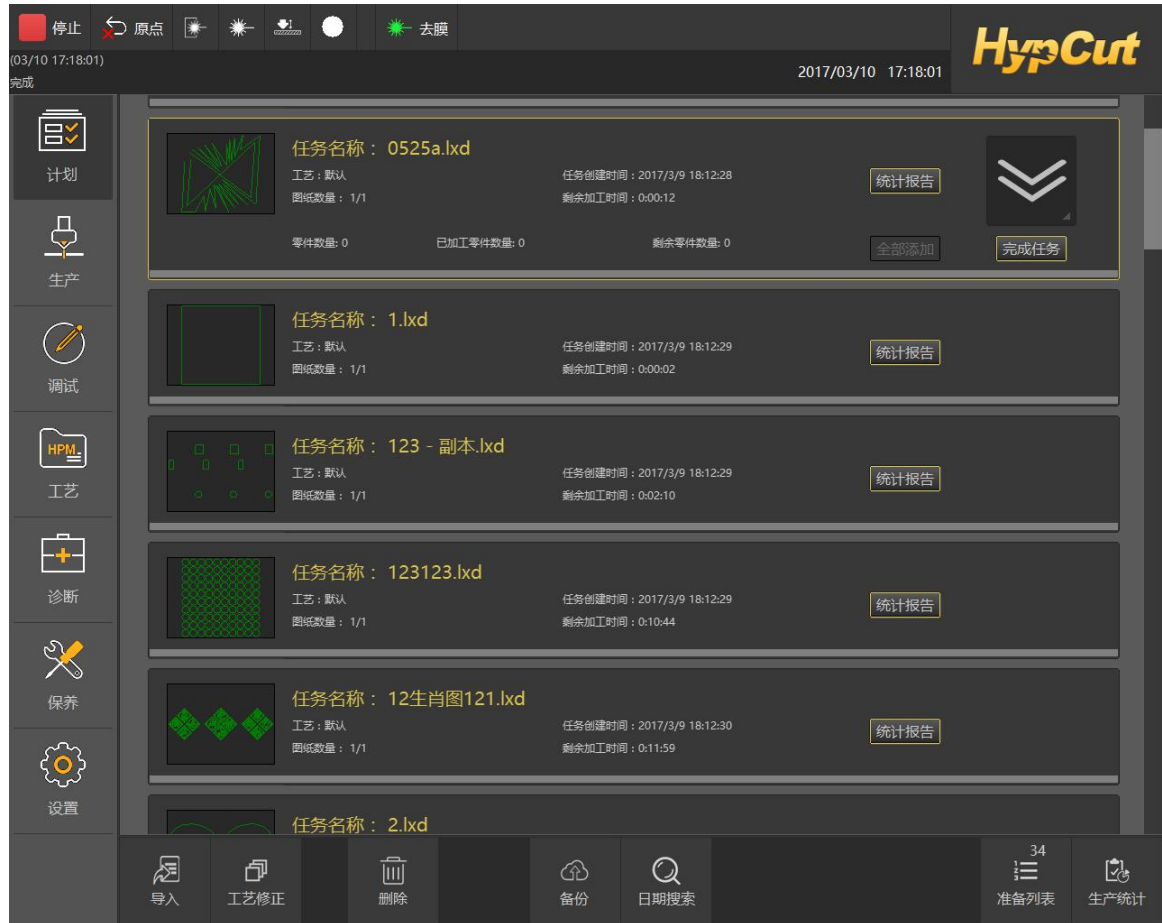 停止 原点 去膜
HypCut
(03/10 17:18:01)
完成
2017/03/10 17:18:01
计划
生产
调试
HPM
工艺
诊断
保养
设置
任务名称： 0525a.lxd
工艺：默认 任务创建时间：2017/3/9 18:12:28 统计报告
图纸数量： 1/1 剩余加工时间：0:00:12
零件数量: 0 已加工零件数量: 0 剩余零件数量: 0 全部添加 完成任务
任务名称： 1.lxd
工艺：默认 任务创建时间：2017/3/9 18:12:29 统计报告
图纸数量： 1/1 剩余加工时间：0:00:02
任务名称： 123 - 副本.lxd
工艺：默认 任务创建时间：2017/3/9 18:12:29 统计报告
图纸数量： 1/1 剩余加工时间：0:02:10
任务名称： 123123.lxd
工艺：默认 任务创建时间：2017/3/9 18:12:29 统计报告
图纸数量： 1/1 剩余加工时间：0:10:44
任务名称： 12生肖图121.lxd
工艺：默认 任务创建时间：2017/3/9 18:12:30 统计报告
图纸数量： 1/1 剩余加工时间：0:11:59
任务名称： 2.lxd
34
导入 工艺修正 删除 备份 日期搜索 准备列表 生产统计